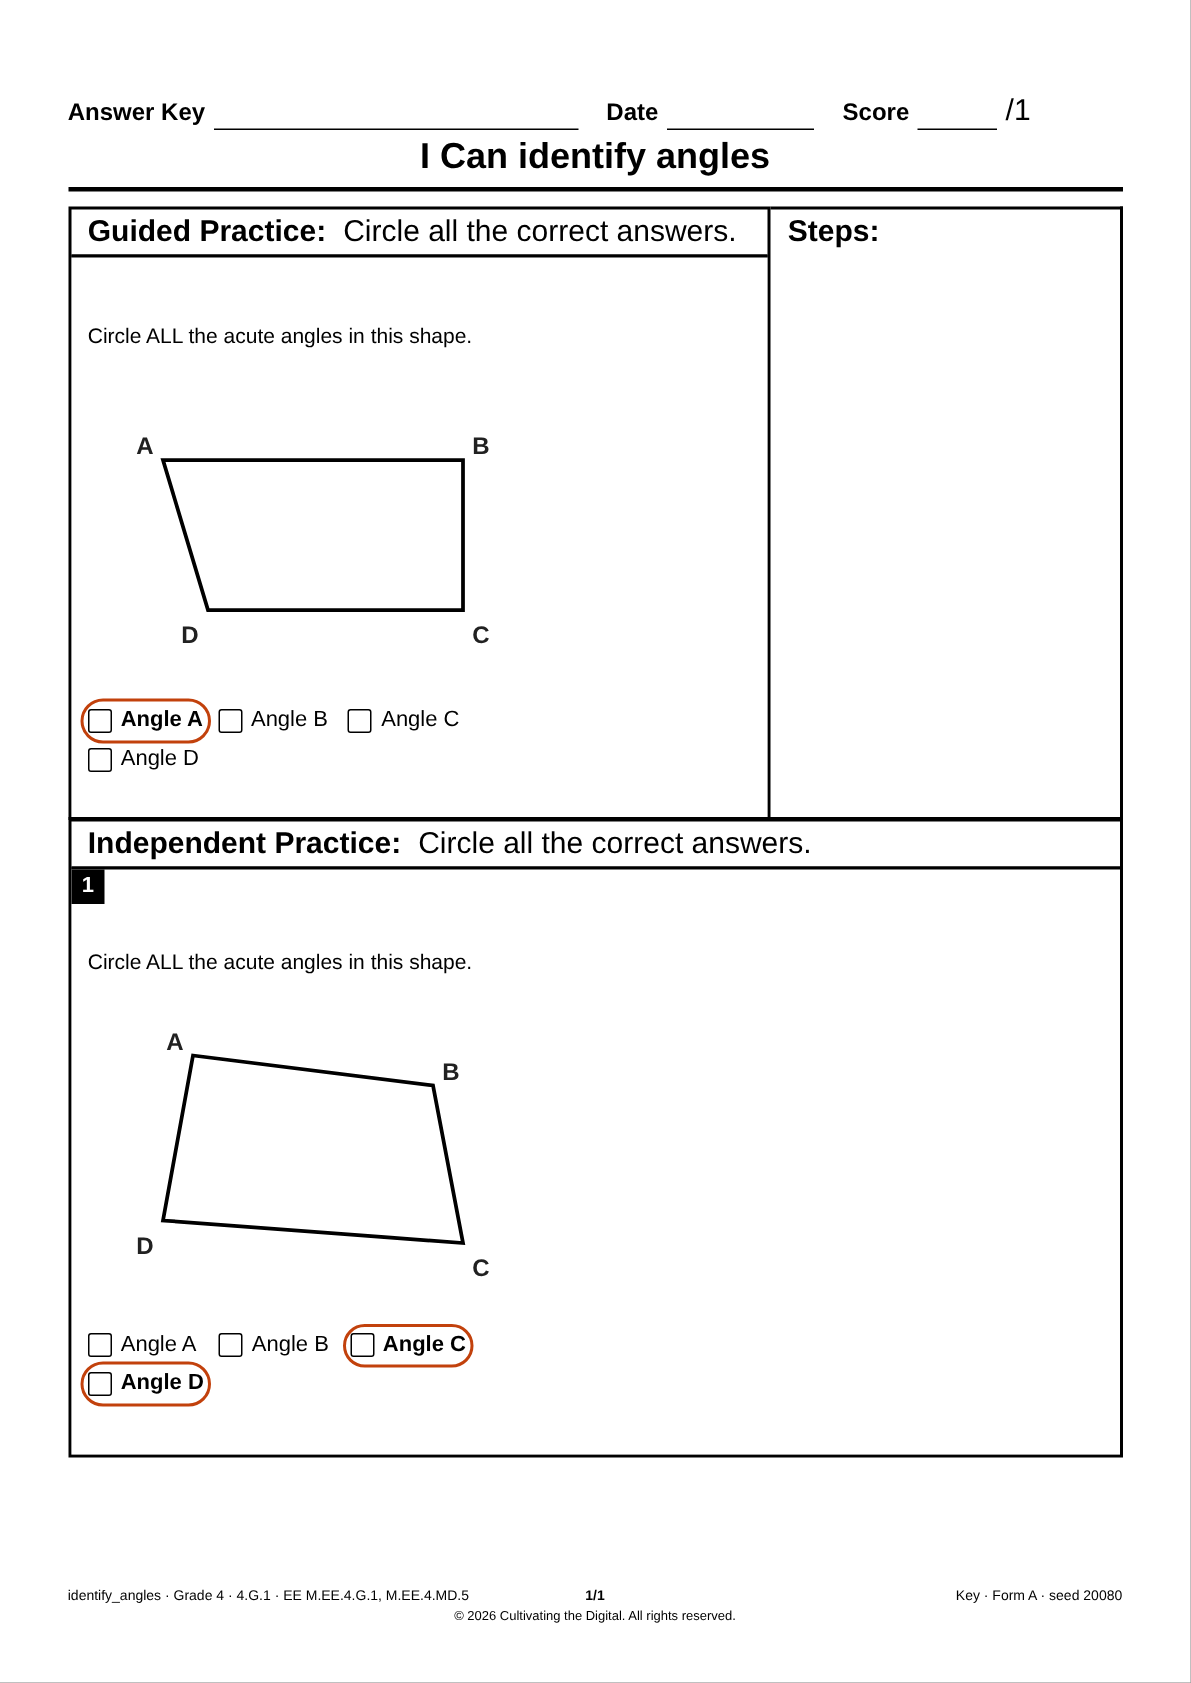 Answer Key Date Score /1
I Can identify angles
Guided Practice: Circle all the correct answers.
Steps:
Circle ALL the acute angles in this shape.
A B
D C
Angle A Angle B Angle C
Angle D
Independent Practice: Circle all the correct answers.
1
Circle ALL the acute angles in this shape.
A
B
D
C
Angle A Angle B Angle C
Angle D
identify_angles · Grade 4 · 4.G.1 · EE M.EE.4.G.1, M.EE.4.MD.5 1/1 Key · Form A · seed 20080
© 2026 Cultivating the Digital. All rights reserved.